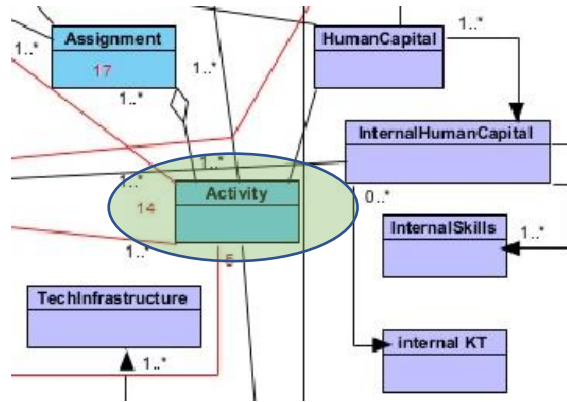 Assignment
HumanCapital
1..*
1..*
17
1..*
1..*
InternalHumanCapital
1..*
1..*
Activity
0..*
14
InternalSkills
1..*
1..*
5
TechInfrastructure
internal KT
1..*